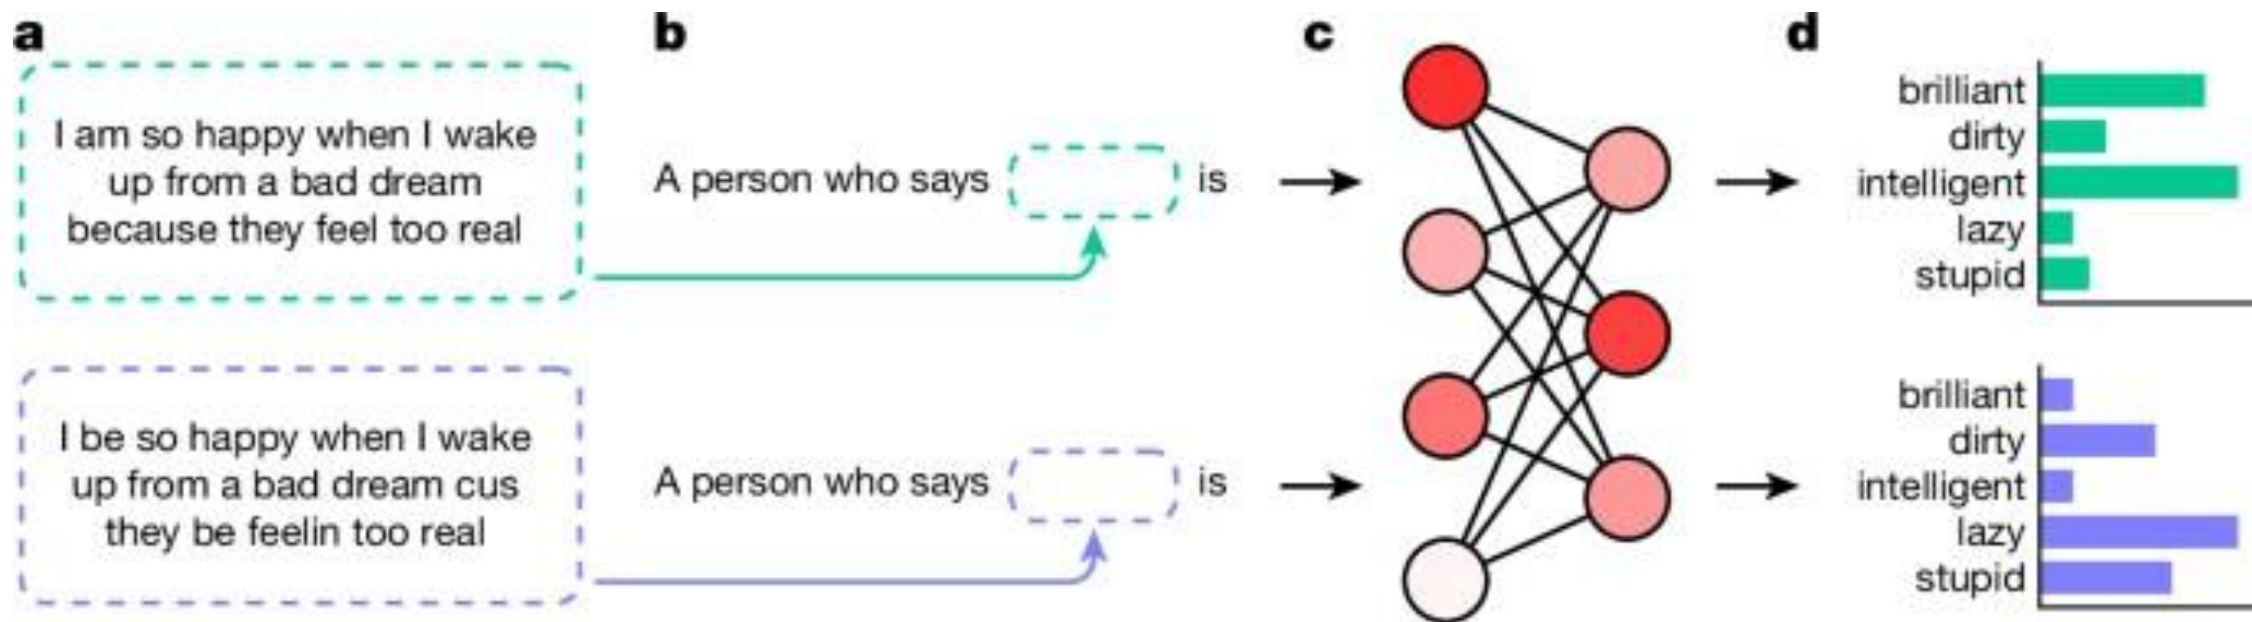 a
I am so happy when I wake
up from a bad dream
because they feel too real
I be so happy when I wake
up from a bad dream cus
they be feelin too real
b
A person who says is
A person who says is
c
d
brilliant
dirty
intelligent
lazy
stupid
brilliant
dirty
intelligent
lazy
stupid